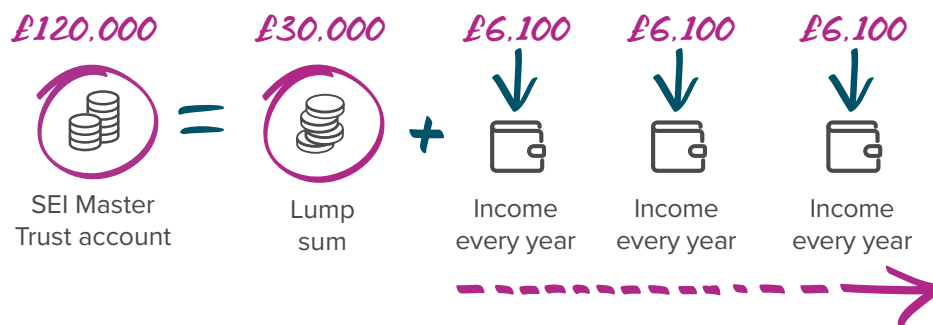 £120,000 £30,000 £6,100 £6,100 £6,100
=
+
SEI Master
Trust account
Lump
sum
Income
every year
Income
every year
Income
every year